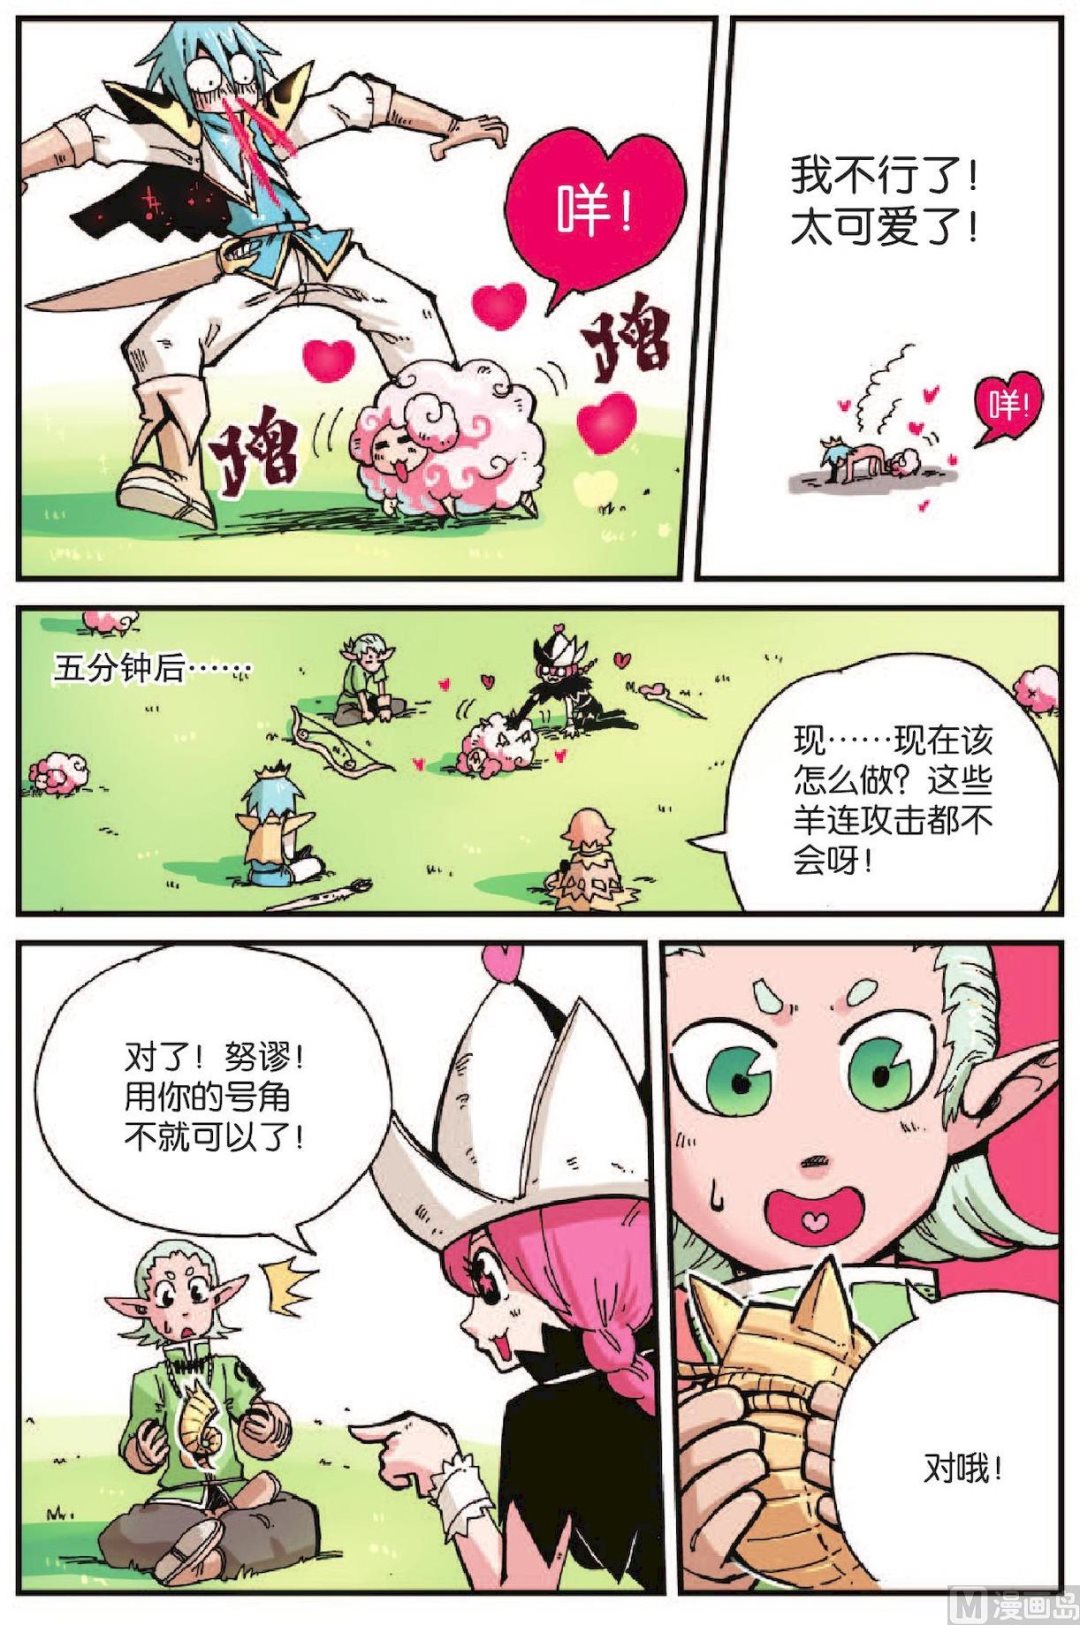 咩！
蹭
蹭
我不行了！
太可爱了！
咩！
五分钟后……
现……现在该
怎么做？这些
羊连攻击都不
会呀！
对了！努谬！
用你的号角
不就可以了！
对哦！
M 漫画岛